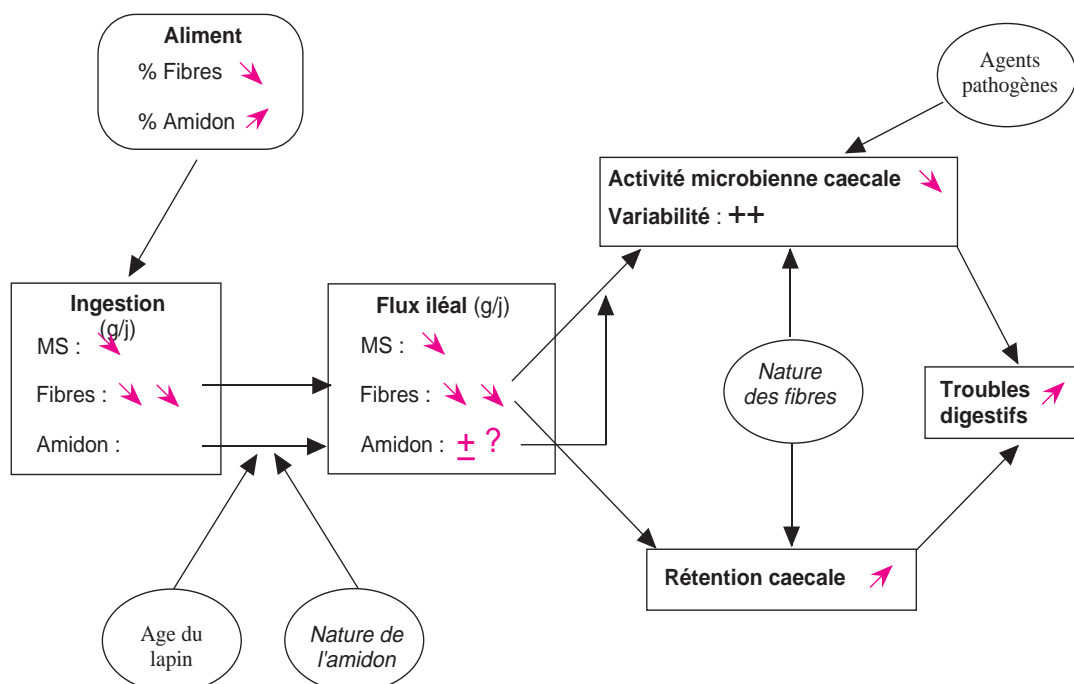 Aliment
% Fibres
% Amidon
Agents
pathogènes
Activité microbienne caecale
Variabilité : ++
Ingestion
(g/j)
MS :
Fibres :
Amidon :
Flux iléal (g/j)
MS :
Fibres :
Amidon : ± ?
Nature
des fibres
Troubles
digestifs
Rétention caecale
Age du
lapin
Nature de
l'amidon